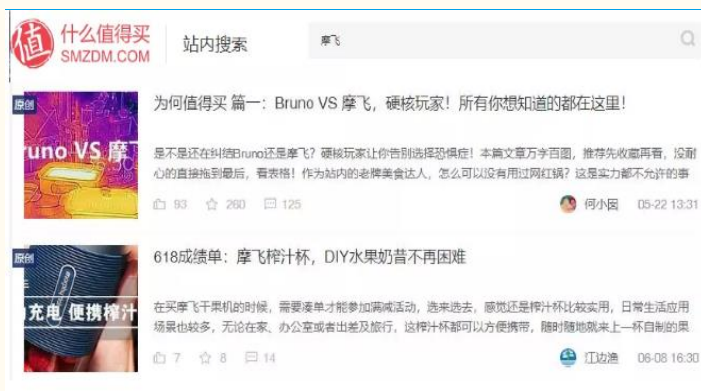 值
什么值得买
SMZDM.COM
站内搜索
摩飞
原创
uno VS 摩
为何值得买 篇一：Bruno VS 摩飞，硬核玩家！所有你想知道的都在这里！
是不是还在纠结Bruno还是摩飞？硬核玩家让你告别选择恐惧症！本篇文章万字百图，推荐先收藏再看，没耐
心的直接拖到最后，看表格！作为站内的老牌美食达人，怎么可以没有用过网红锅？这是实力都不允许的事
93 260 125 何小囡 05-22 13:31
原创
充电 便携榨汁
618成绩单：摩飞榨汁杯，DIY水果奶昔不再困难
在买摩飞干果机的时候，需要凑单才能参加满减活动，选来选去，感觉还是榨汁杯比较实用，日常生活应用
场景也较多，无论在家、办公室或者出差及旅行，这榨汁杯都可以方便携带，随时随地就来上一杯自制的果
7 8 14 江边渔 06-08 16:30